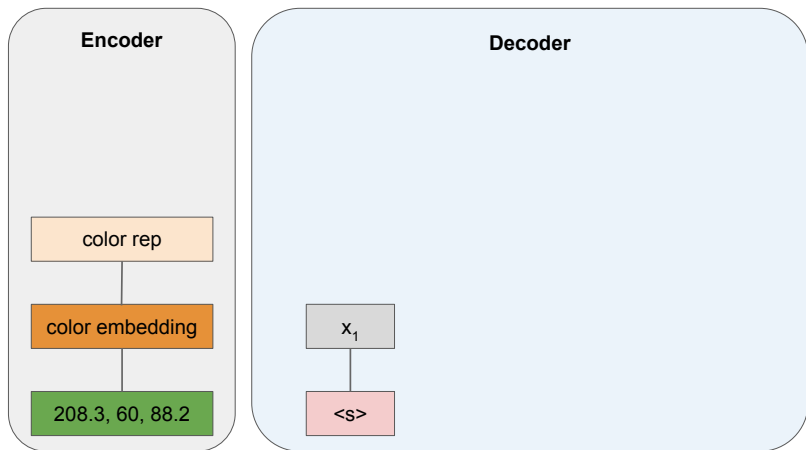 Encoder
Decoder
color rep
color embedding
x₁
208.3, 60, 88.2
<s>